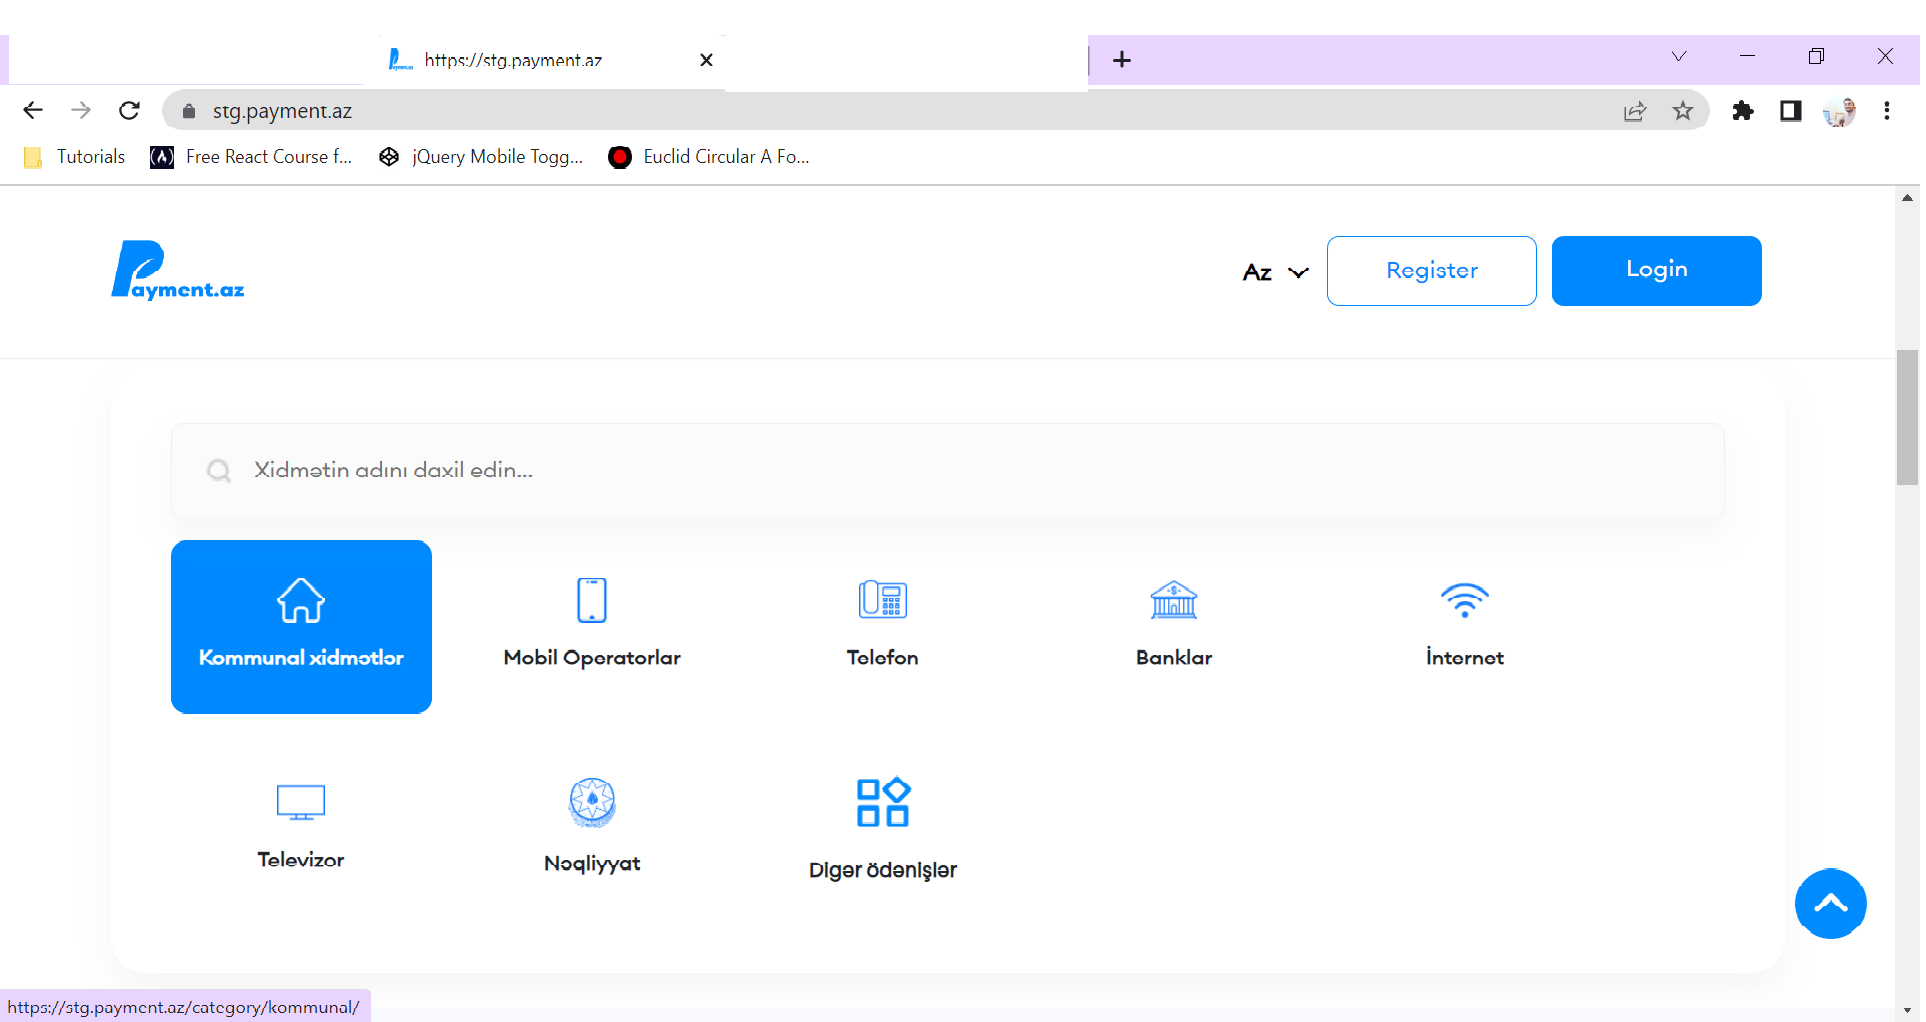 https://stg.payment.az
stg.payment.az
Tutorials
Free React Course f...
jQuery Mobile Togg...
Euclid Circular A Fo...
Payment.az
Az
Register
Login
Xidmətin adını daxil edin...
Kommunal xidmətlər
Mobil Operatorlar
Telefon
Banklar
İnternet
Televizor
Nəqliyyat
Digər ödənişlər
https://stg.payment.az/category/kommunal/